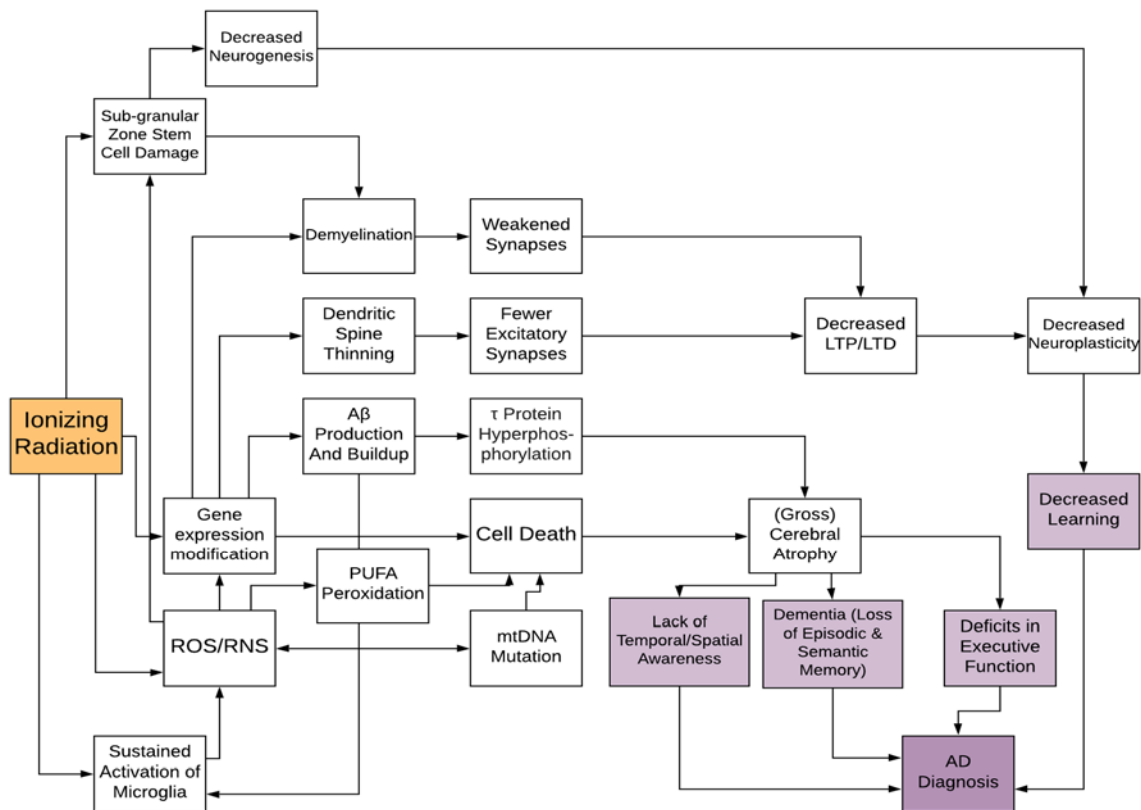 Decreased
Neurogenesis
Sub-granular
Zone Stem
Cell Damage
Demyelination
Weakened
Synapses
Dendritic
Spine
Thinning
Fewer
Excitatory
Synapses
Decreased
LTP/LTD
Decreased
Neuroplasticity
Ionizing
Radiation
Aβ
Production
And Buildup
τ Protein
Hyperphos-
phorylation
Decreased
Learning
Gene
expression
modification
Cell Death
(Gross)
Cerebral
Atrophy
PUFA
Peroxidation
ROS/RNS
mtDNA
Mutation
Lack of
Temporal/Spatial
Awareness
Dementia (Loss
of Episodic &
Semantic
Memory)
Deficits in
Executive
Function
Sustained
Activation of
Microglia
AD
Diagnosis